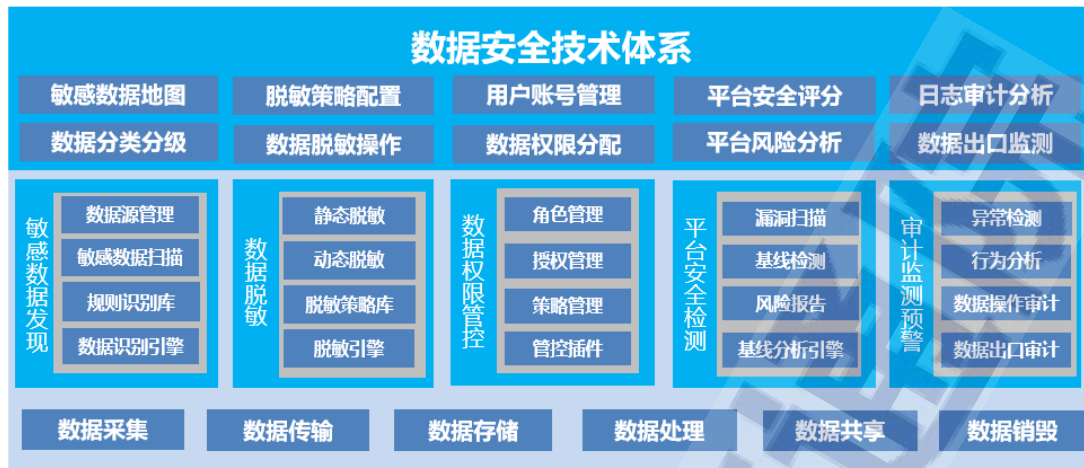 数据安全技术体系
敏感数据地图 脱敏策略配置 用户账号管理 平台安全评分 日志审计分析
数据分类分级 数据脱敏操作 数据权限分配 平台风险分析 数据出口监测
敏感数据发现
数据源管理
敏感数据扫描
规则识别库
数据识别引擎
数据脱敏
静态脱敏
动态脱敏
脱敏策略库
脱敏引擎
数据权限管控
角色管理
授权管理
策略管理
管控插件
平台安全检测
漏洞扫描
基线检测
风险报告
基线分析引擎
审计监测预警
异常检测
行为分析
数据操作审计
数据出口审计
数据采集 数据传输 数据存储 数据处理 数据共享 数据销毁